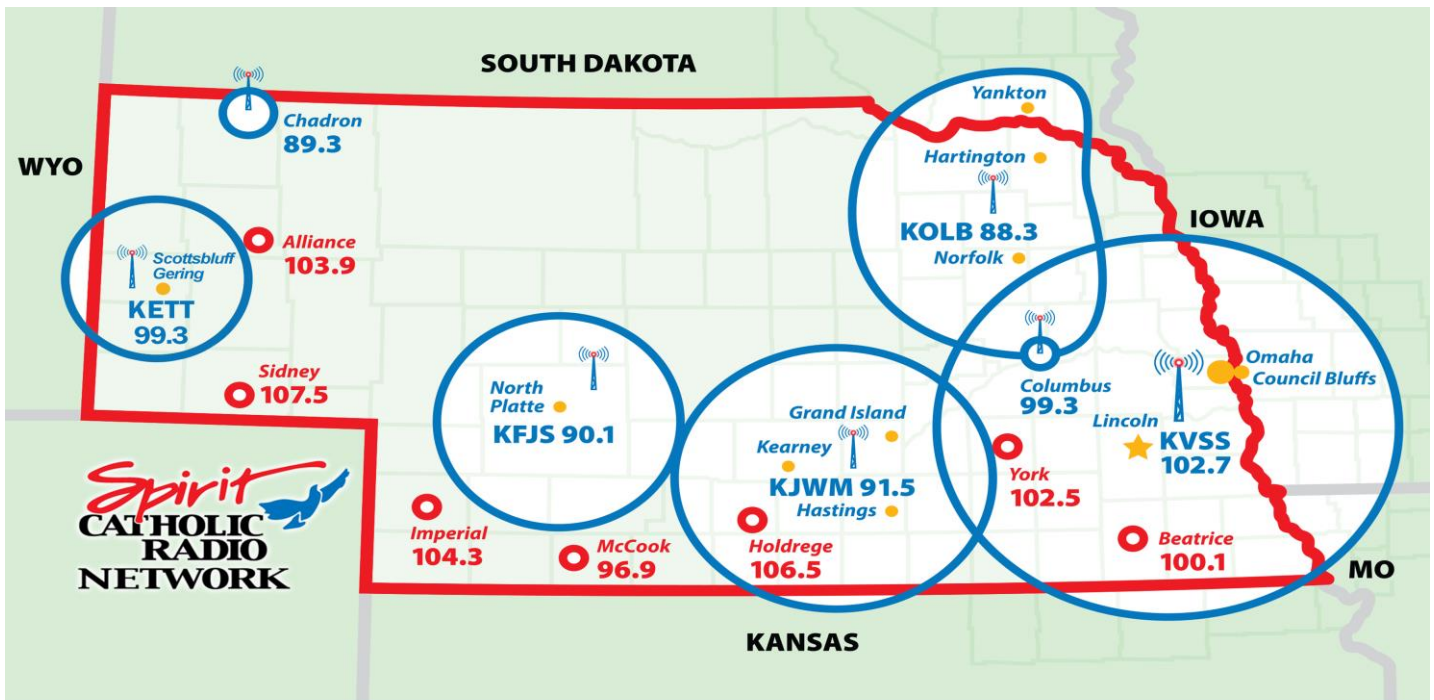 SOUTH DAKOTA
WYO
Chadron
89.3
Yankton
Hartington
KOLB 88.3
Norfolk
IOWA
Alliance
103.9
Scottsbluff
Gering
KETT
99.3
Sidney
107.5
North
Platte
KFJS 90.1
Grand Island
Kearney
KJWM 91.5
Hastings
Columbus
99.3
Omaha
Council Bluffs
Lincoln
KVSS
102.7
York
102.5
Imperial
104.3
McCook
96.9
Holdrege
106.5
Beatrice
100.1
MO
KANSAS
Spirit
CATHOLIC
RADIO
NETWORK